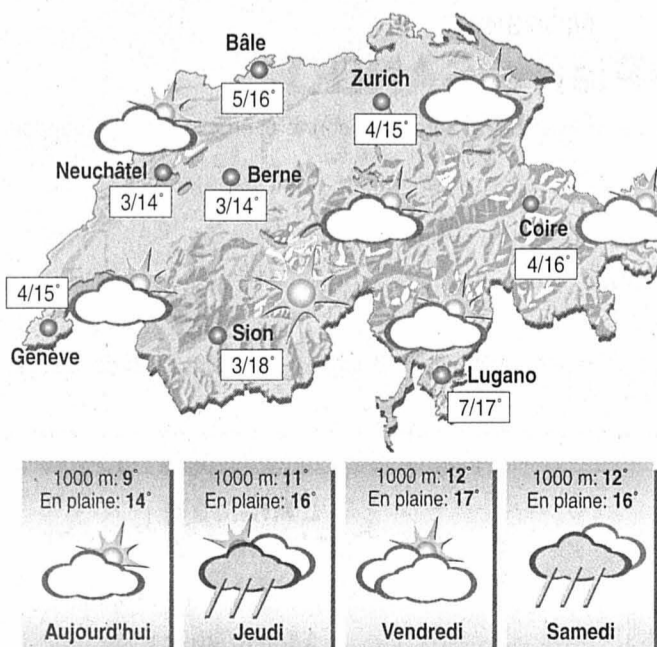 Bâle
5/16°
Zurich
4/15°
Neuchâtel
3/14°
Berne
3/14°
Coire
4/16°
4/15°
Genève
Sion
3/18°
Lugano
7/17°
1000 m: 9°
En plaine: 14°
Aujourd'hui
1000 m: 11°
En plaine: 16°
Jeudi
1000 m: 12°
En plaine: 17°
Vendredi
1000 m: 12°
En plaine: 16°
Samedi